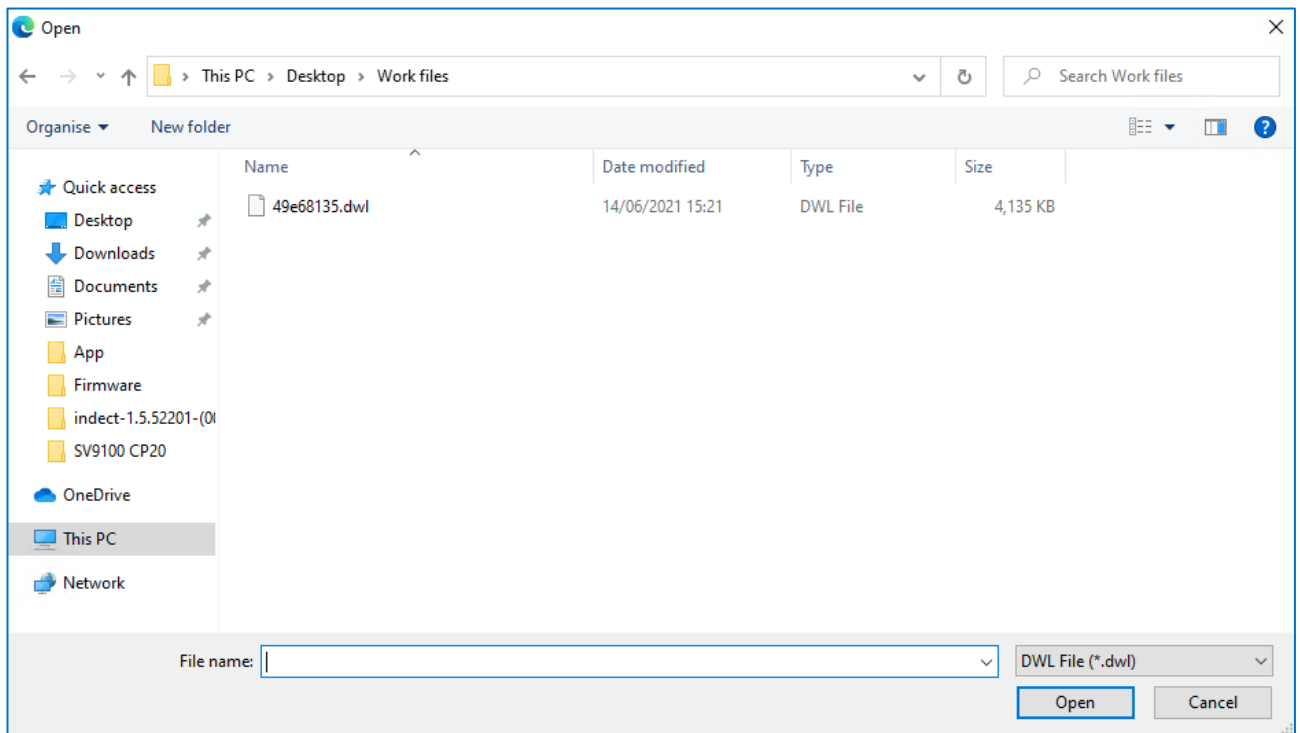 Open
This PC > Desktop > Work files
Search Work files
Organise
New folder
Name
Date modified
Type
Size
49e68135.dwl
14/06/2021 15:21
DWL File
4,135 KB
Quick access
Desktop
Downloads
Documents
Pictures
App
Firmware
indect-1.5.52201-(00
SV9100 CP20
OneDrive
This PC
Network
File name:
DWL File (*.dwl)
Open
Cancel